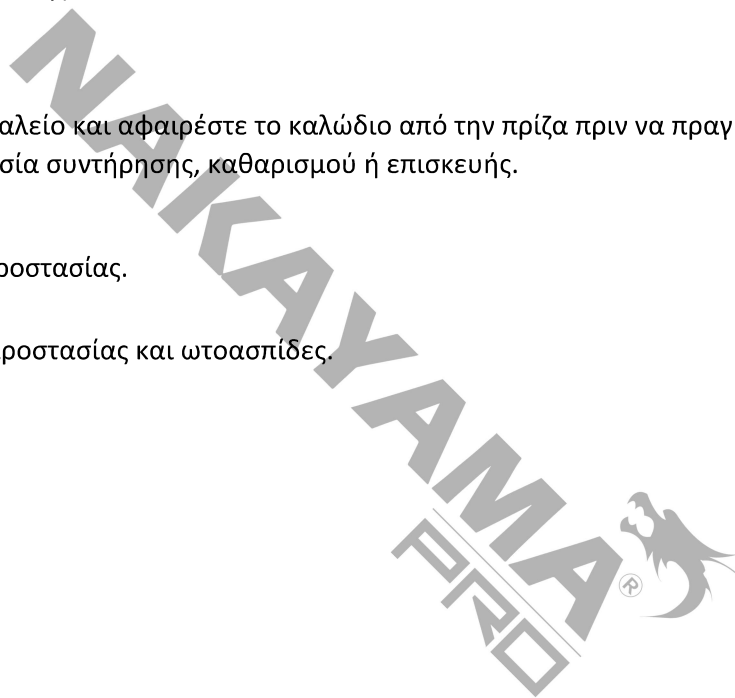 αλείο και αφαιρέστε το καλώδιο από την πρίζα πριν να πραγ
σία συντήρησης, καθαρισμού ή επισκευής.
ροστασίας.
ροστασίας και ωτοασπίδες.
NAKAYAMA
PRO
®